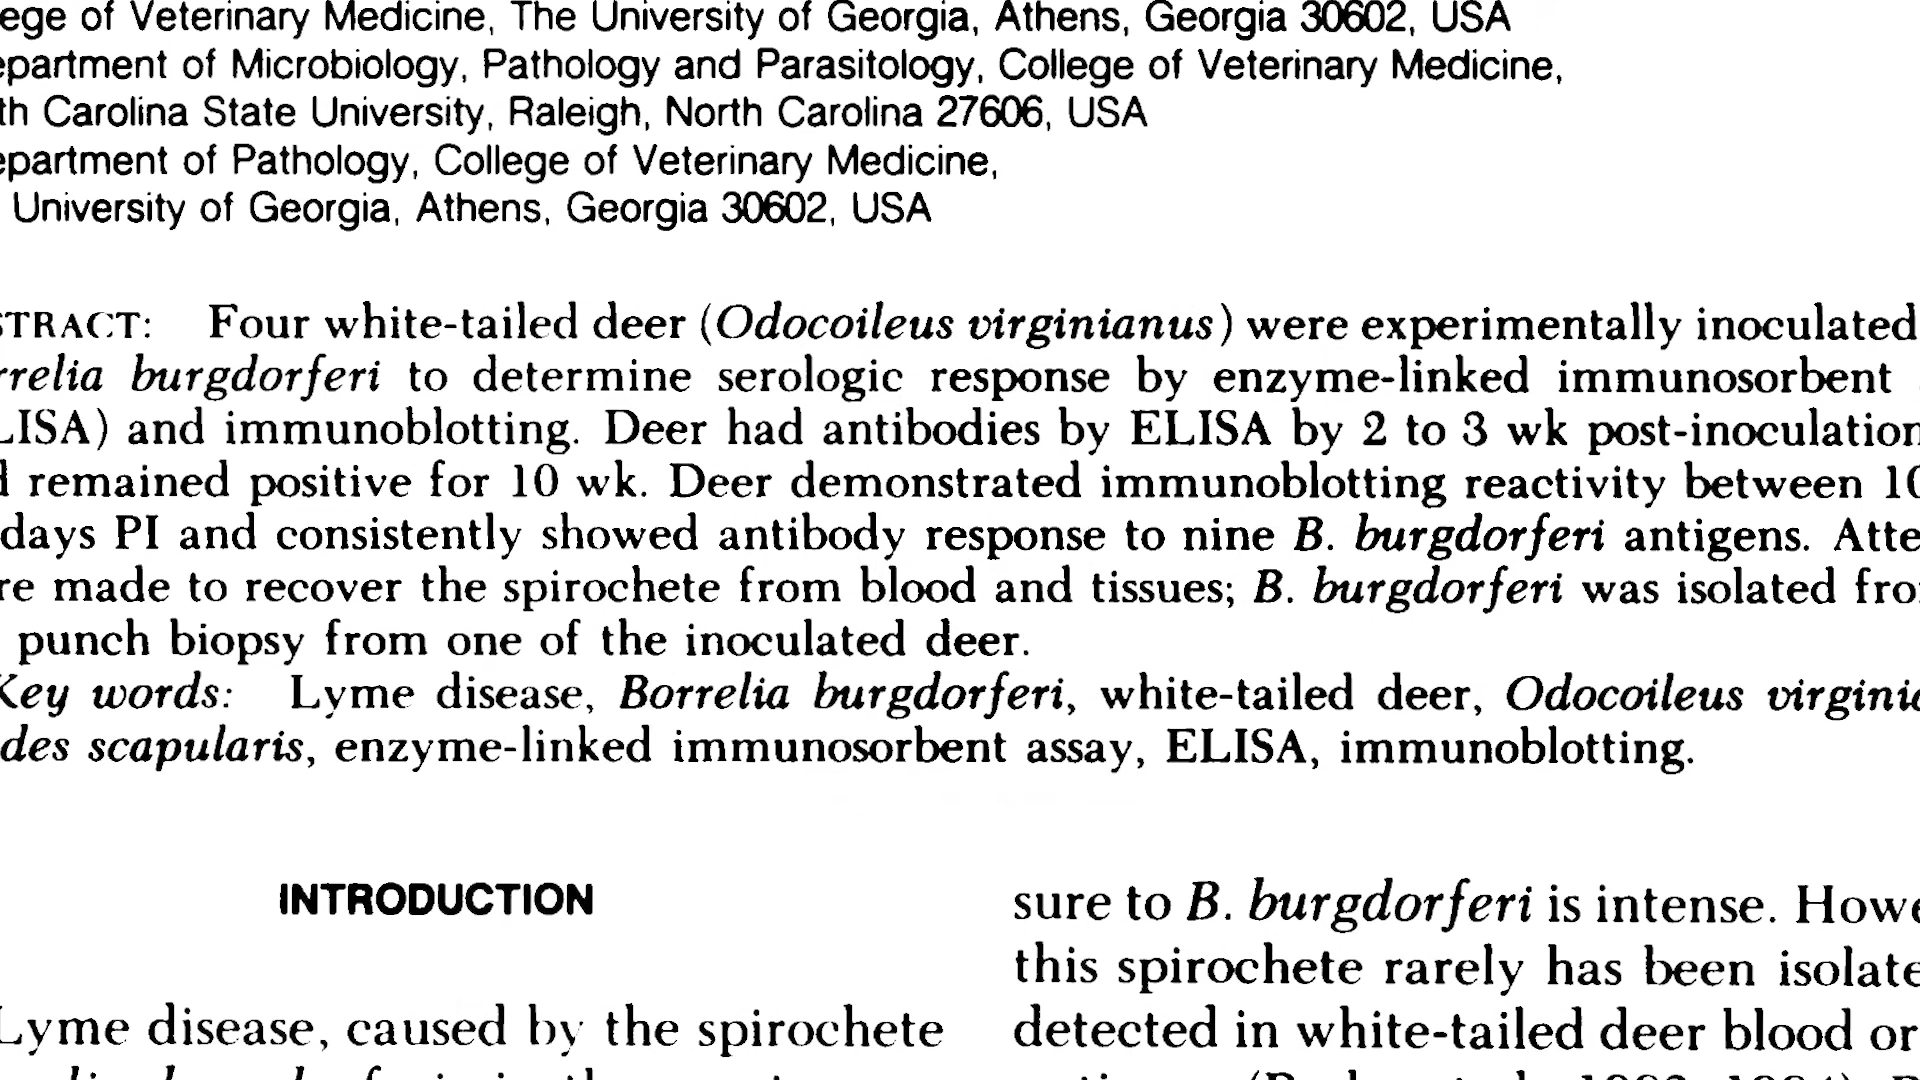 ege of Veterinary Medicine, The University of Georgia, Athens, Georgia 30602, USA
epartment of Microbiology, Pathology and Parasitology, College of Veterinary Medicine,
th Carolina State University, Raleigh, North Carolina 27606, USA
epartment of Pathology, College of Veterinary Medicine,
University of Georgia, Athens, Georgia 30602, USA
STRACT: Four white-tailed deer (Odocoileus virginianus) were experimentally inoculated
rrelia burgdorferi to determine serologic response by enzyme-linked immunosorbent
LISA) and immunoblotting. Deer had antibodies by ELISA by 2 to 3 wk post-inoculation
d remained positive for 10 wk. Deer demonstrated immunoblotting reactivity between 10
days PI and consistently showed antibody response to nine B. burgdorferi antigens. Atte
re made to recover the spirochete from blood and tissues; B. burgdorferi was isolated fro
punch biopsy from one of the inoculated deer.
Key words: Lyme disease, Borrelia burgdorferi, white-tailed deer, Odocoileus virginia
des scapularis, enzyme-linked immunosorbent assay, ELISA, immunoblotting.
INTRODUCTION
Lyme disease, caused by the spirochete
sure to B. burgdorferi is intense. Howe
this spirochete rarely has been isolate
detected in white-tailed deer blood or